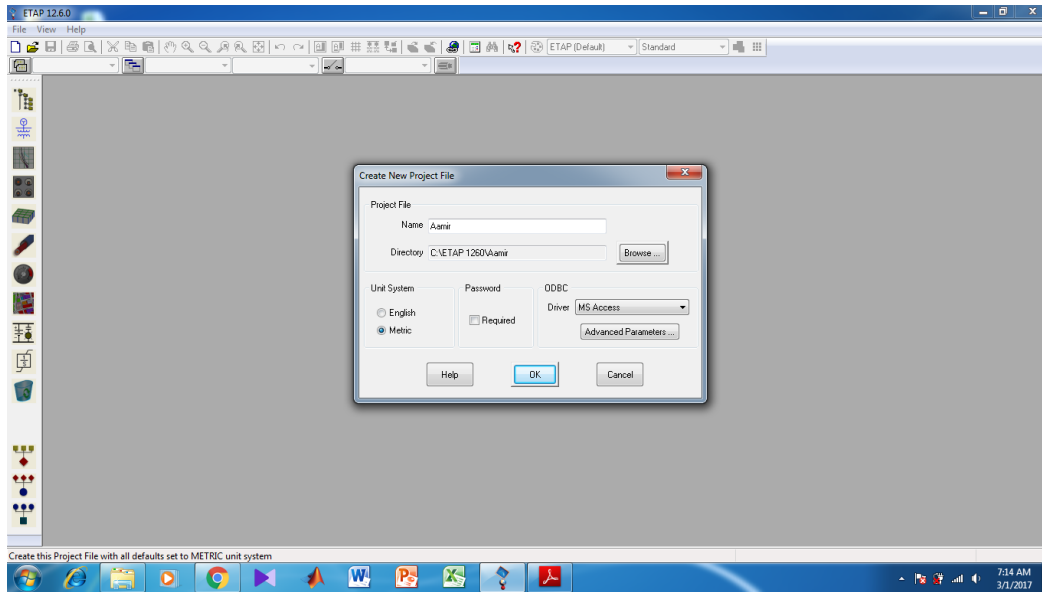 ETAP 12.6.0
File View Help
ETAP (Default) Standard
Create New Project File
Project File
Name Aamir
Directory C:\ETAP 1260\Aamir Browse ...
Unit System Password ODBC
English Required Driver MS Access
Metric Advanced Parameters ...
Help OK Cancel
Create this Project File with all defaults set to METRIC unit system
7:14 AM
3/1/2017